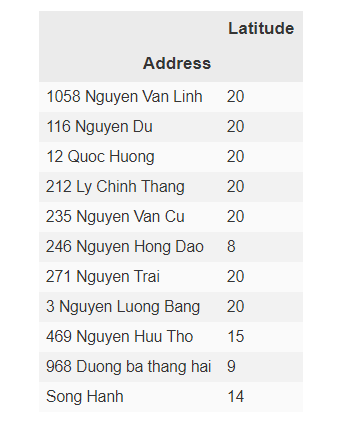 Latitude
Address
1058 Nguyen Van Linh 20
116 Nguyen Du 20
12 Quoc Huong 20
212 Ly Chinh Thang 20
235 Nguyen Van Cu 20
246 Nguyen Hong Dao 8
271 Nguyen Trai 20
3 Nguyen Luong Bang 20
469 Nguyen Huu Tho 15
968 Duong ba thang hai 9
Song Hanh 14